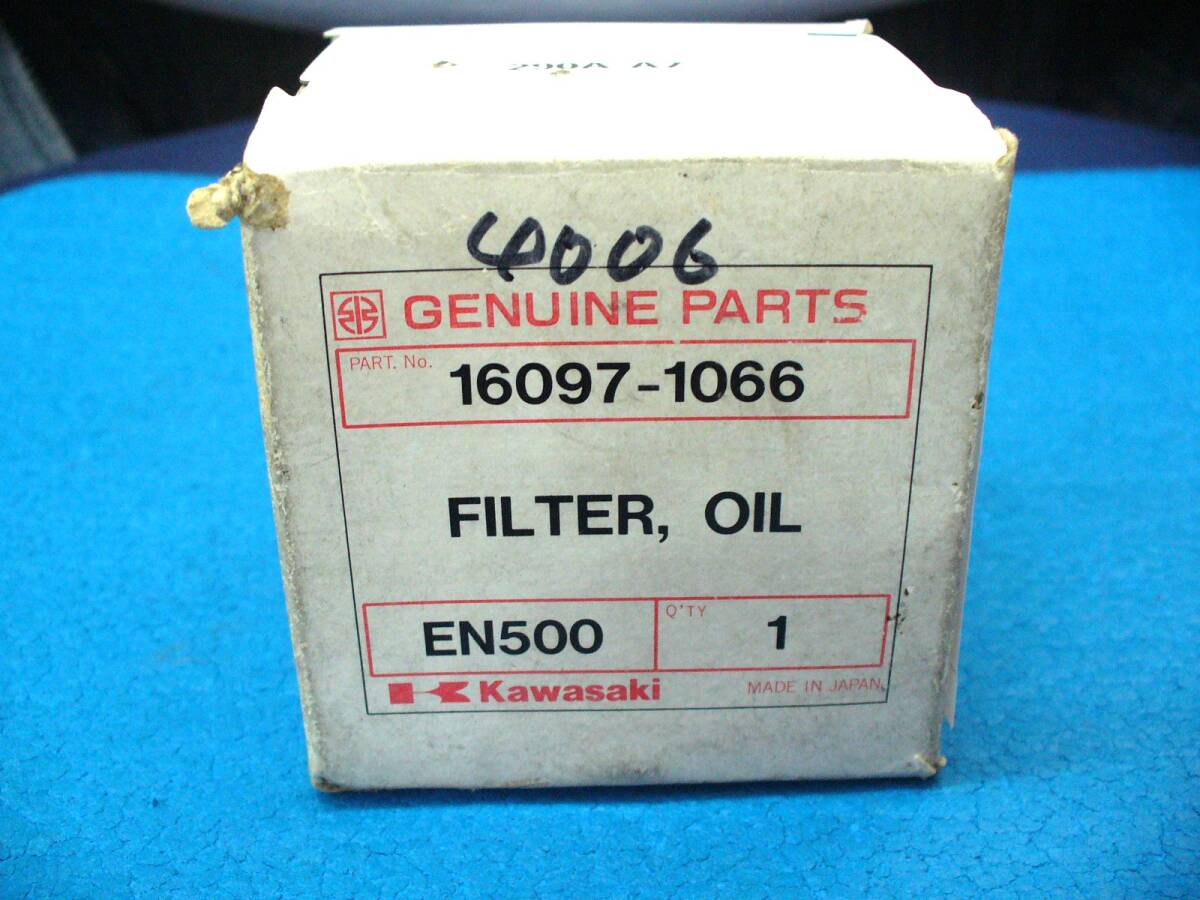 4006
GENUINE PARTS
PART. No. 16097-1066
FILTER, OIL
EN500 Q'TY 1
Kawasaki MADE IN JAPAN